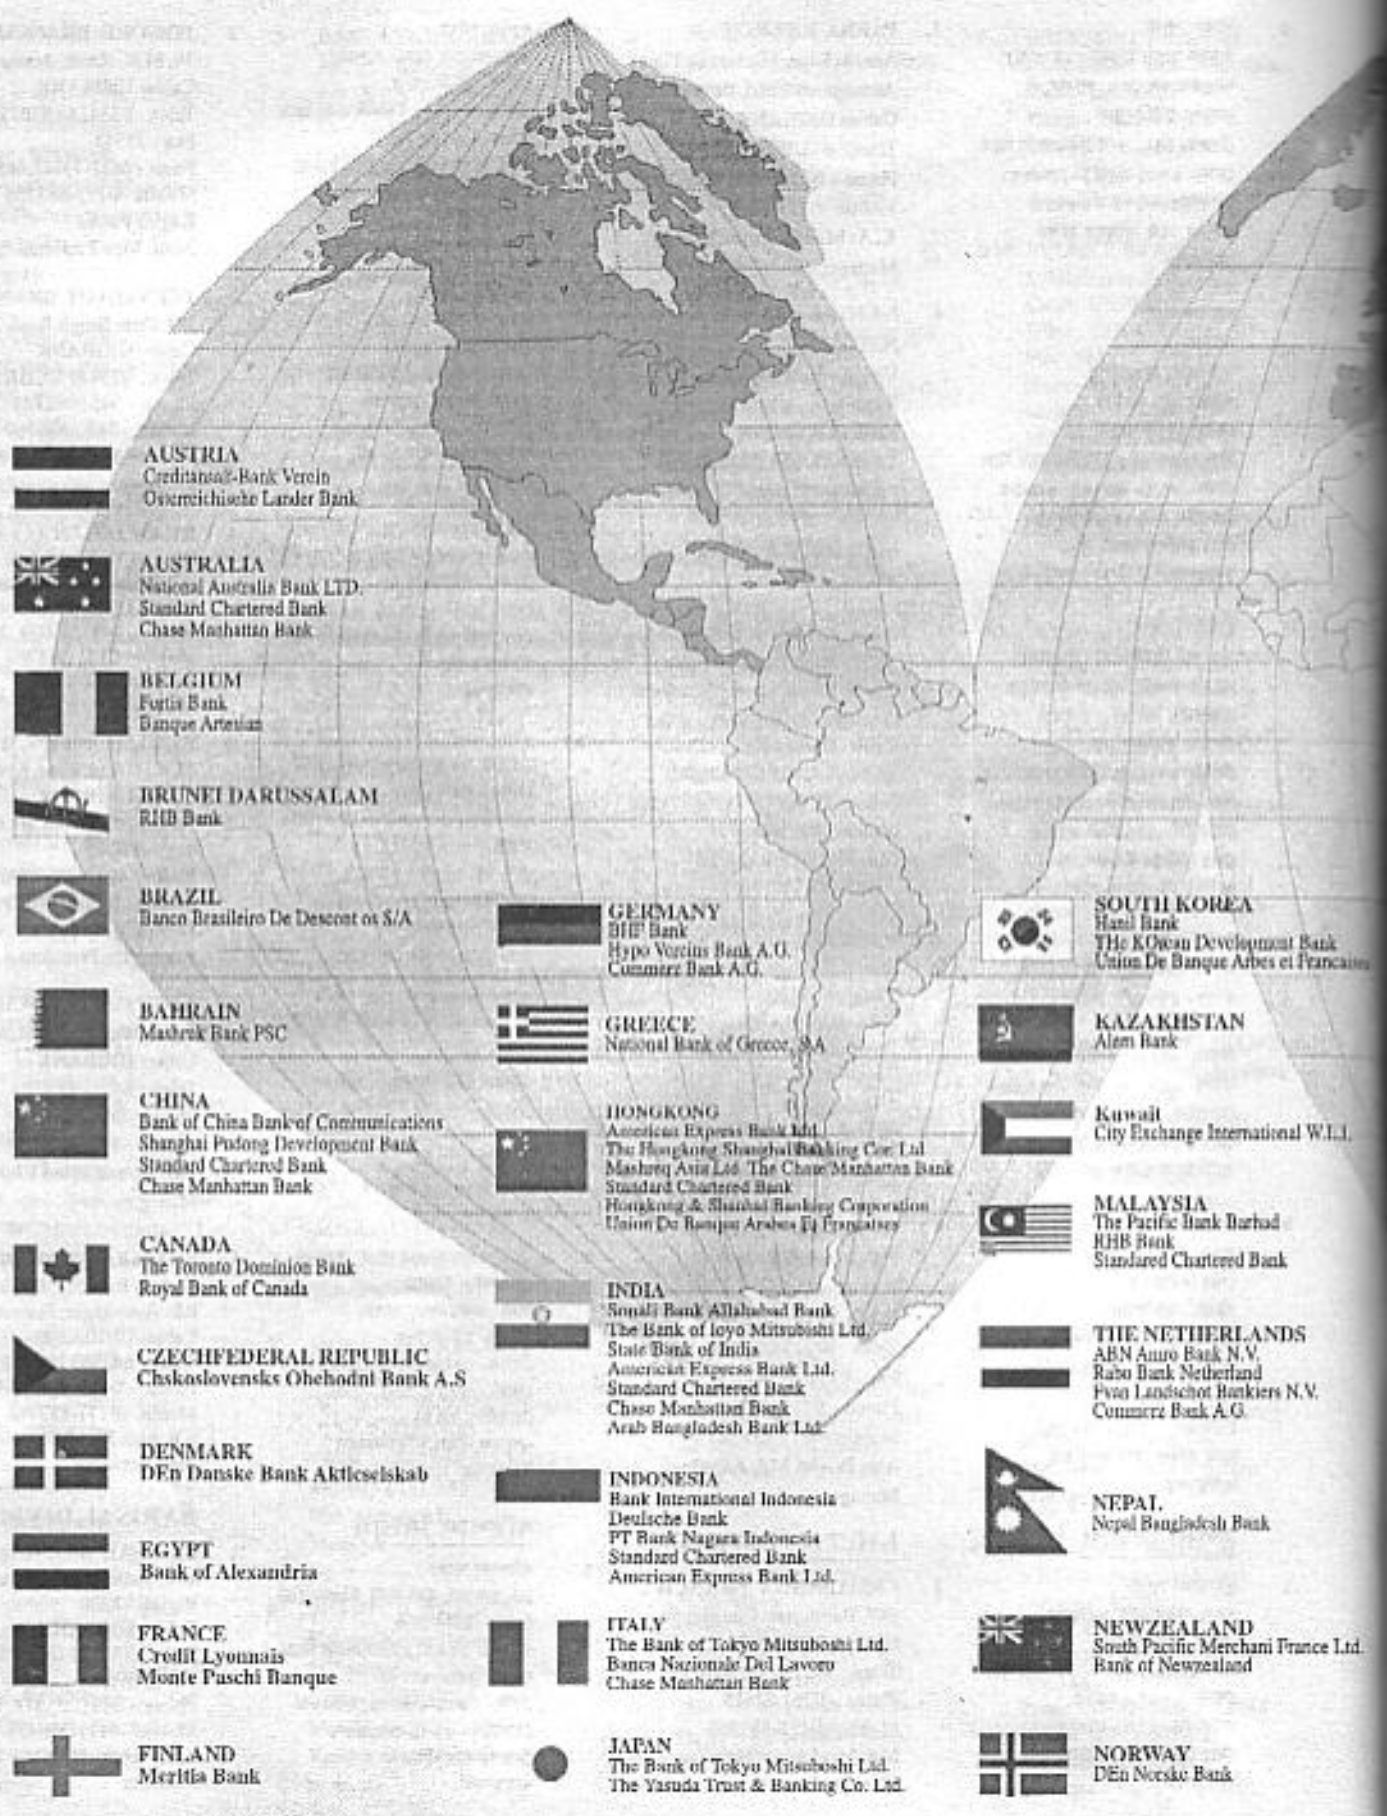 AUSTRIA
Creditansalt-Bank Verein
Osterreichische Lander Bank
AUSTRALIA
National Australia Bank LTD.
Standard Chartered Bank
Chase Manhattan Bank
BELGIUM
Fortis Bank
Banque Artesian
BRUNEI DARUSSALAM
RHB Bank
BRAZIL
Banco Brasileiro De Descont os S/A
BAHRAIN
Mashrek Bank PSC
CHINA
Bank of China Bank of Communications
Shanghai Pudong Development Bank
Standard Chartered Bank
Chase Manhattan Bank
CANADA
The Toronto Dominion Bank
Royal Bank of Canada
CZECHFEDERAL REPUBLIC
Chskoslovensks Obchodni Bank A.S
DENMARK
DEn Danske Bank Aktieselskab
EGYPT
Bank of Alexandria
FRANCE
Credit Lyonnais
Monte Paschi Banque
FINLAND
Meritia Bank
GERMANY
BHF Bank
Hypo Vereins Bank A.G.
Commerz Bank A.G.
GREECE
National Bank of Greece, S.A
HONGKONG
American Express Bank Ltd.
The Hongkong Shanghai Banking Cor. Ltd
Mashreq Asia Ltd. The Chase Manhattan Bank
Standard Chartered Bank
Hongkong & Shanhai Banking Corporation
Union De Banque Arabes Et Francaises
INDIA
Sonali Bank Allahabad Bank
The Bank of Toyo Mitsubishi Ltd.
State Bank of India
American Express Bank Ltd.
Standard Chartered Bank
Chase Manhattan Bank
Arab Bangladesh Bank Ltd.
INDONESIA
Bank International Indonesia
Deulsche Bank
PT Bank Nagara Indonesia
Standard Chartered Bank
American Express Bank Ltd.
ITALY
The Bank of Tokyo Mitsuboshi Ltd.
Banca Nazionale Del Lavoro
Chase Manhattan Bank
JAPAN
The Bank of Tokyo Mitsuboshi Ltd.
The Yasuda Trust & Banking Co. Ltd.
SOUTH KOREA
Hanil Bank
THe KOrean Development Bank
Union De Banque Arbes et Francaises
KAZAKHSTAN
Alem Bank
Kuwait
City Exchange International W.L.L
MALAYSIA
The Pacific Bank Barhad
RHB Bank
Standared Chartered Bank
THE NETHERLANDS
ABN Amro Bank N.V.
Rabo Bank Netherland
Fvan Landschot Bankiers N.V.
Commerz Bank A.G.
NEPAL
Nepal Bangladesh Bank
NEWZEALAND
South Pacific Merchani France Ltd.
Bank of Newzealand
NORWAY
DEn Norske Bank